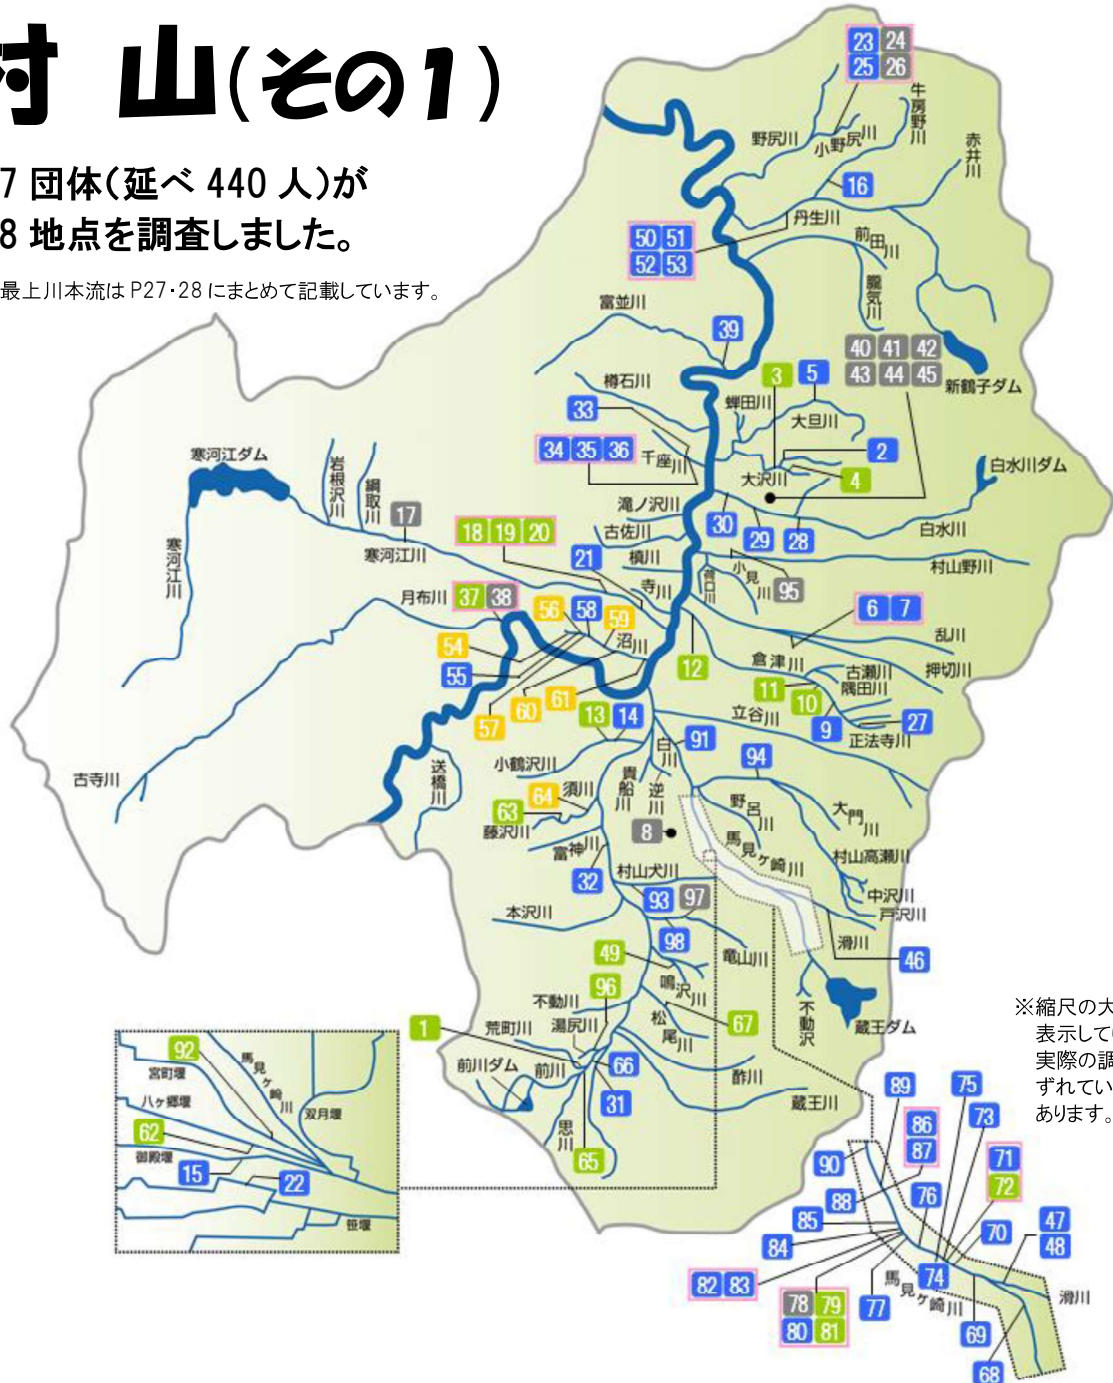 村 山(その1)
7 団体(延べ 440 人)が
8 地点を調査しました。
最上川本流は P27・28 にまとめて記載しています。
23 24
25 26
牛房野川
野尻川
小野尻川
赤井川
16
丹生川
50 51
52 53
前田川
朧気川
富並川
39
40 41 42
43 44 45
新鶴子ダム
樽石川
3
5
蝉田川
大旦川
33
2
34 35 36
千座川
大沢川
4
白水川ダム
寒河江ダム
岩根沢川
綱取川
17
滝ノ沢川
30
29
28
白水川
18 19 20
古佐川
寒河江川
寒河江川
21
槙川
荷口川
小見川
95
村山野川
月布川
37 38
寺川
56
58
59
沼川
6 7
乱川
54
55
12
倉津川
古瀬川
押切川
隅田川
11
10
61
60
57
13
14
立谷川
9
27
正法寺川
白川
91
94
古寺川
送橋川
小鶴沢川
須川
貴船川
逆川
64
63
藤沢川
野呂川
大門川
8
馬見ヶ崎川
村山高瀬川
富神川
32
村山犬川
中沢川
戸沢川
93
97
本沢川
98
滑川
竜山川
46
49
鳴沢川
96
不動川
不動沢
蔵王ダム
1
荒町川
湯尻川
松尾川
67
※縮尺の大
表示してい
実際の調
ずれてい
あります。
前川ダム
前川
66
酢川
31
蔵王川
思川
65
92
宮町堰
馬見ヶ崎川
八ヶ郷堰
双月堰
62
御殿堰
15
22
笹堰
89
75
73
86
87
71
72
90
88
76
85
70
47
48
84
74
82 83
馬見ヶ崎川
78 79
80 81
77
滑川
69
68